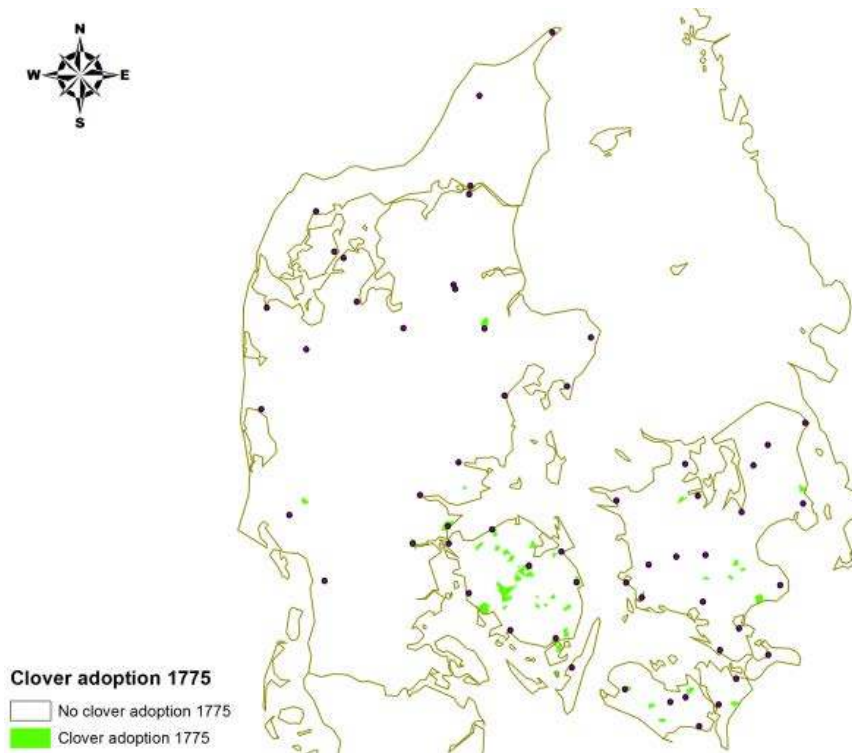 N
W E
S
Clover adoption 1775
No clover adoption 1775
Clover adoption 1775